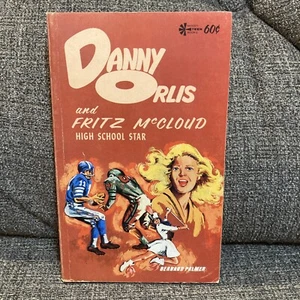 60¢
DANNY
ORLIS
and
FRITZ McCLOUD
HIGH SCHOOL STAR
BERNARD PALMER